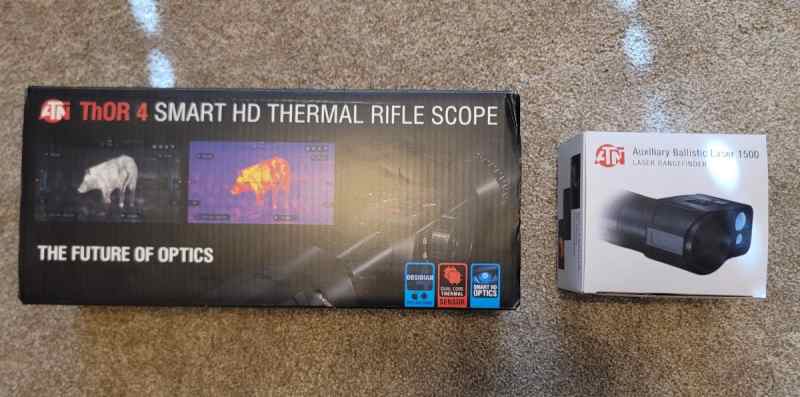 ATN ThOR 4 SMART HD THERMAL RIFLE SCOPE
THE FUTURE OF OPTICS
OBSIDIAN
DUAL CORE
THERMAL
SENSOR
SMART HD
OPTICS
ATN Auxiliary Ballistic Laser 1500
LASER RANGEFINDER